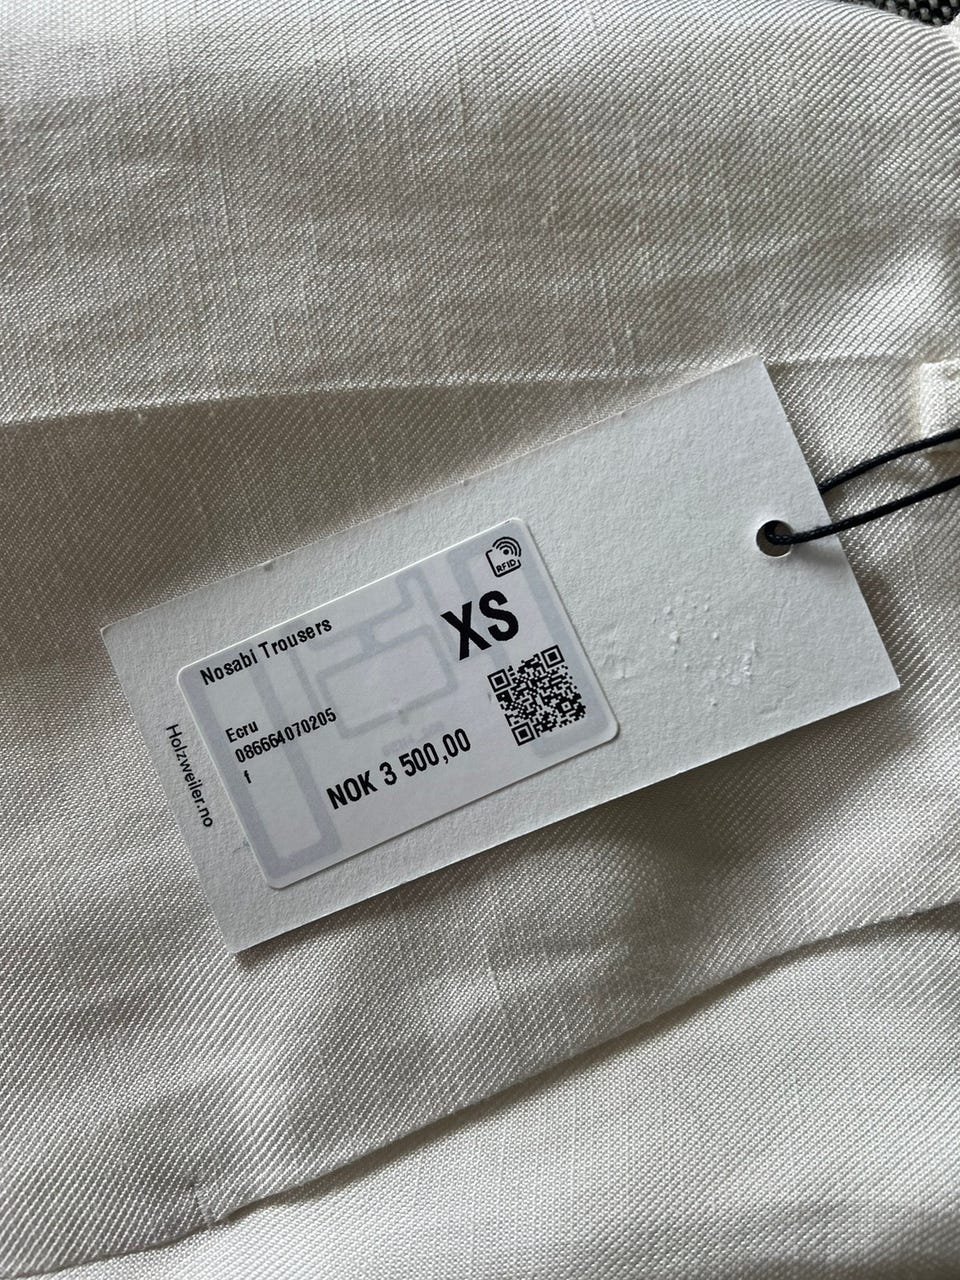 RFID
XS
Nosabi Trousers
Ecru
086664070205
f
NOK 3 500,00
Holzweiler.no